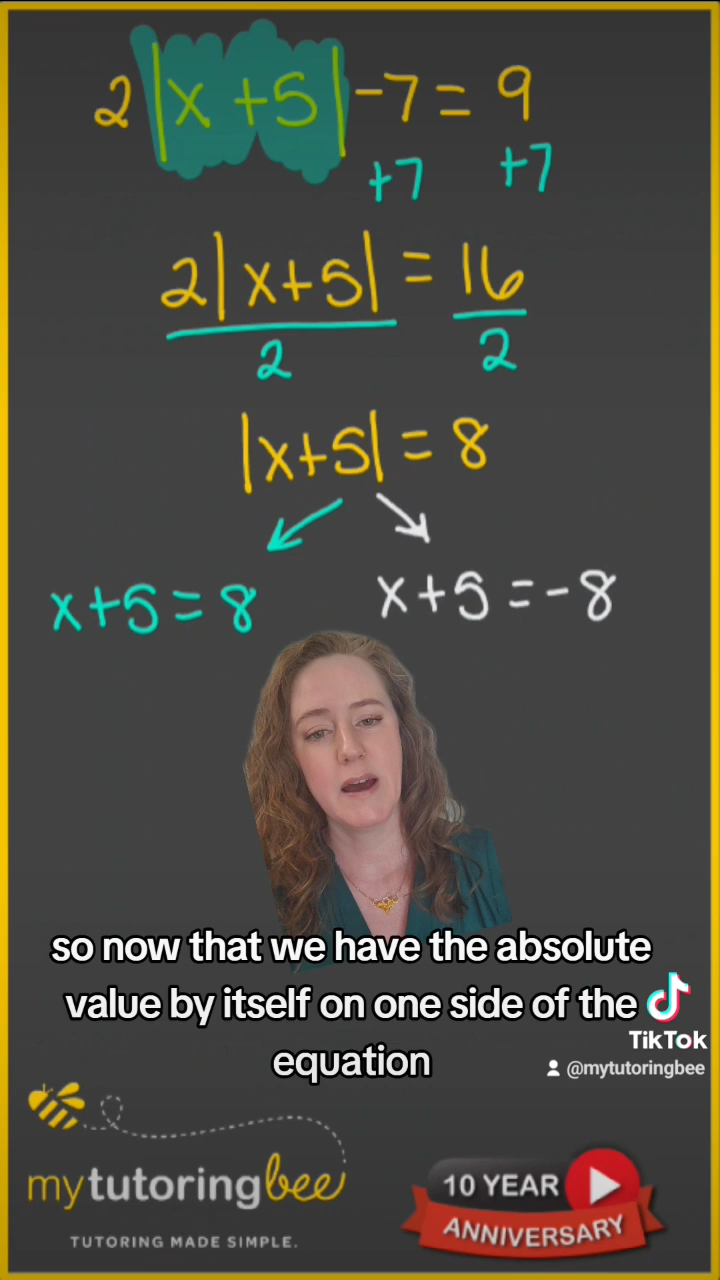 2|x+5|-7=9
+7 +7
2|x+5|=16
2 2
|x+5|=8
x+5=8 x+5=-8
so now that we have the absolute
value by itself on one side of the
equation
TikTok
@mytutoringbee
mytutoringbee
TUTORING MADE SIMPLE.
10 YEAR
ANNIVERSARY